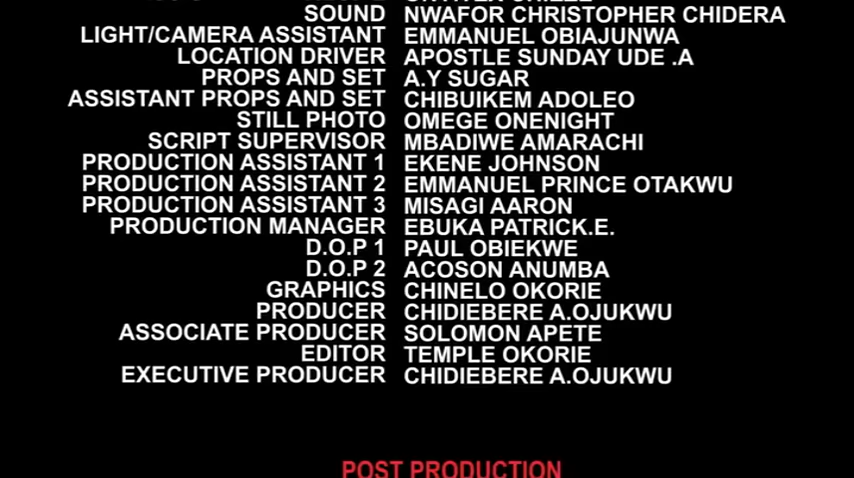 SOUND NWAFOR CHRISTOPHER CHIDERA
LIGHT/CAMERA ASSISTANT EMMANUEL OBIAJUNWA
LOCATION DRIVER APOSTLE SUNDAY UDE .A
PROPS AND SET A.Y SUGAR
ASSISTANT PROPS AND SET CHIBUIKEM ADOLEO
STILL PHOTO OMEGE ONENIGHT
SCRIPT SUPERVISOR MBADIWE AMARACHI
PRODUCTION ASSISTANT 1 EKENE JOHNSON
PRODUCTION ASSISTANT 2 EMMANUEL PRINCE OTAKWU
PRODUCTION ASSISTANT 3 MISAGI AARON
PRODUCTION MANAGER EBUKA PATRICK.E.
D.O.P 1 PAUL OBIEKWE
D.O.P 2 ACOSON ANUMBA
GRAPHICS CHINELO OKORIE
PRODUCER CHIDIEBERE A.OJUKWU
ASSOCIATE PRODUCER SOLOMON APETE
EDITOR TEMPLE OKORIE
EXECUTIVE PRODUCER CHIDIEBERE A.OJUKWU
POST PRODUCTION